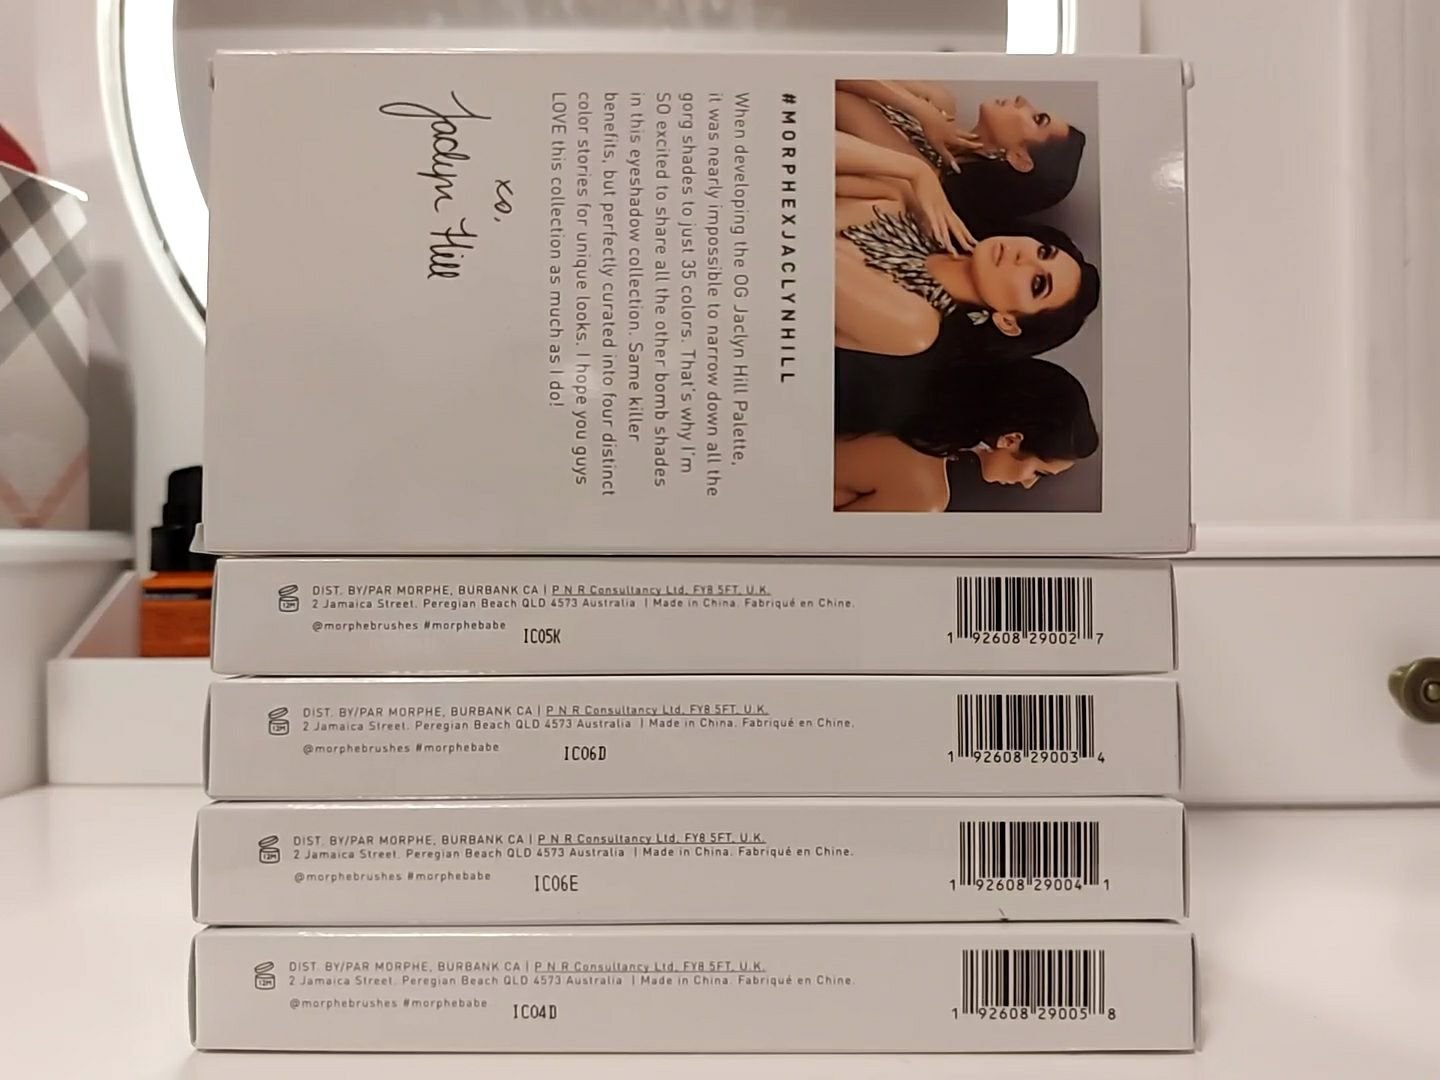 #MORPHEXJACLYNHILL
When developing the OG Jaclyn Hill Palette,
it was nearly impossible to narrow down all the
gorg shades to just 35 colors. That's why I'm
SO excited to share all the other bomb shades
in this eyeshadow collection. Same killer
benefits, but perfectly curated into four distinct
color stories for unique looks. I hope you guys
LOVE this collection as much as I do!
xo,
Jaclyn Hill
12M
DIST. BY/PAR MORPHE, BURBANK CA | P N R Consultancy Ltd, FY8 5FT, U.K.
2 Jamaica Street, Peregian Beach QLD 4573 Australia | Made in China. Fabriqué en Chine.
@morphebrushes #morphebabe
IC05K
1 92608 29002 7
12M
DIST. BY/PAR MORPHE, BURBANK CA | P N R Consultancy Ltd, FY8 5FT, U.K.
2 Jamaica Street, Peregian Beach QLD 4573 Australia | Made in China. Fabriqué en Chine.
@morphebrushes #morphebabe
IC06D
1 92608 29003 4
12M
DIST. BY/PAR MORPHE, BURBANK CA | P N R Consultancy Ltd, FY8 5FT, U.K.
2 Jamaica Street, Peregian Beach QLD 4573 Australia | Made in China. Fabriqué en Chine.
@morphebrushes #morphebabe
IC06E
1 92608 29004 1
12M
DIST. BY/PAR MORPHE, BURBANK CA | P N R Consultancy Ltd, FY8 5FT, U.K.
2 Jamaica Street, Peregian Beach QLD 4573 Australia | Made in China. Fabriqué en Chine.
@morphebrushes #morphebabe
IC04D
1 92608 29005 8